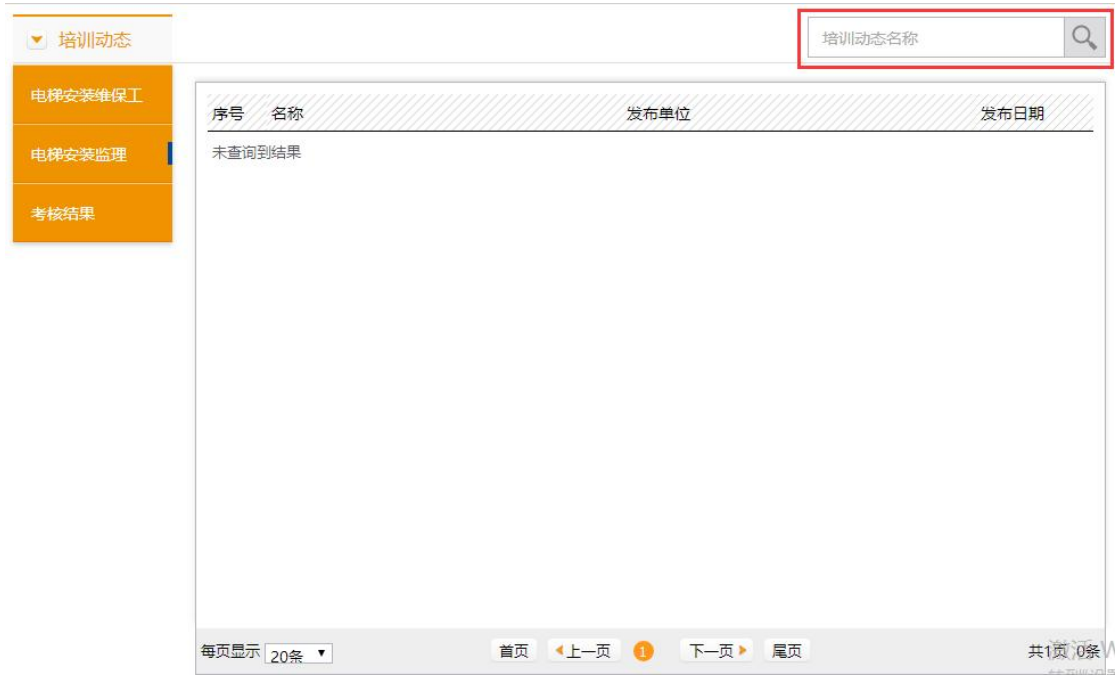 培训动态
培训动态名称
电梯安装维保工
电梯安装监理
考核结果
序号 名称 发布单位 发布日期
未查询到结果
每页显示 20条 首页 上一页 1 下一页 尾页 共1页 0条
激活 W